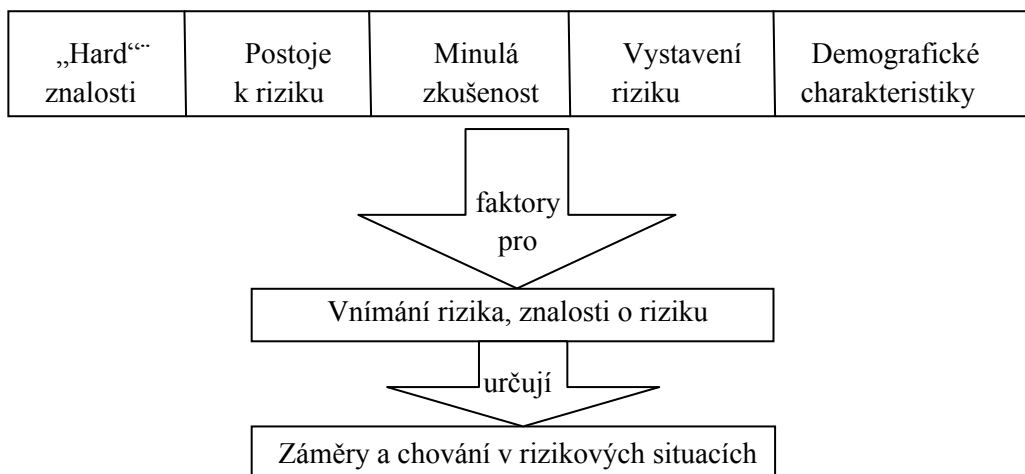 „Hard“¨
znalosti
Postoje
k riziku
Minulá
zkušenost
Vystavení
riziku
Demografické
charakteristiky
faktory
pro
Vnímání rizika, znalosti o riziku
určují
Záměry a chování v rizikových situacích